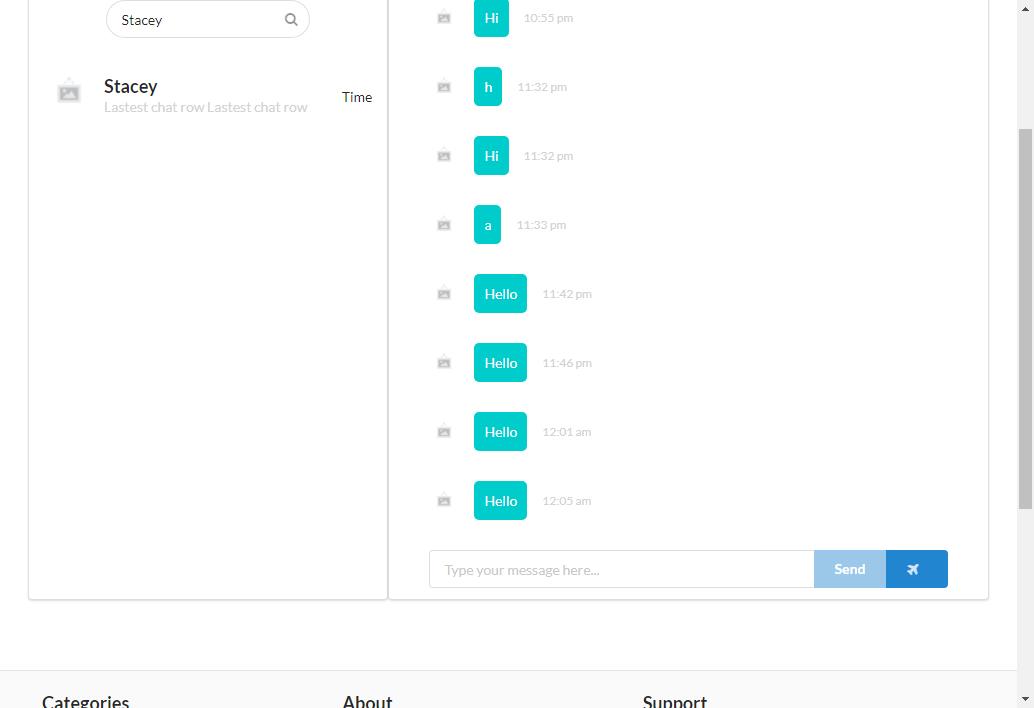 Stacey
Stacey
Lastest chat row Lastest chat row
Time
Hi 10:55 pm
h 11:32 pm
Hi 11:32 pm
a 11:33 pm
Hello 11:42 pm
Hello 11:46 pm
Hello 12:01 am
Hello 12:05 am
Type your message here... Send
Categories About Support